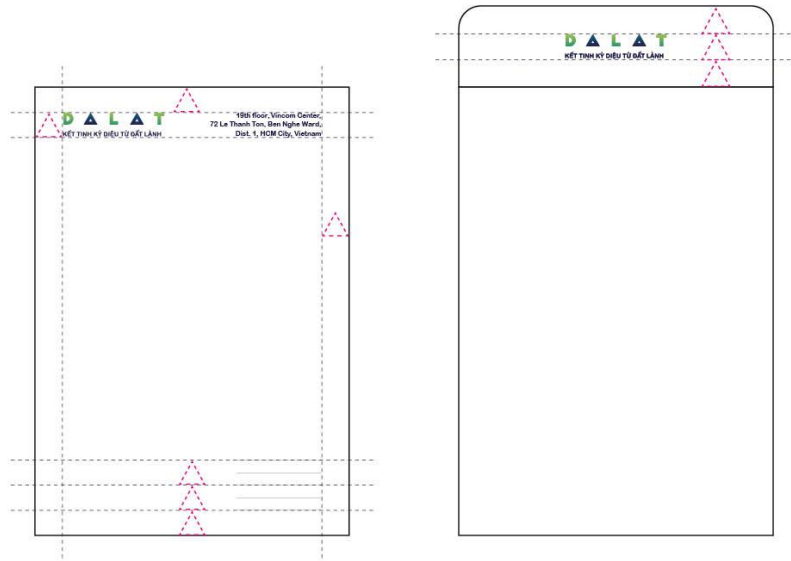 DALAT
KẾT TINH KỲ DIỆU TỪ ĐẤT LÀNH
19th floor, Vincom Center,
72 Le Thanh Ton, Ben Nghe Ward,
Dist. 1, HCM City, Vietnam
DALAT
KẾT TINH KỲ DIỆU TỪ ĐẤT LÀNH